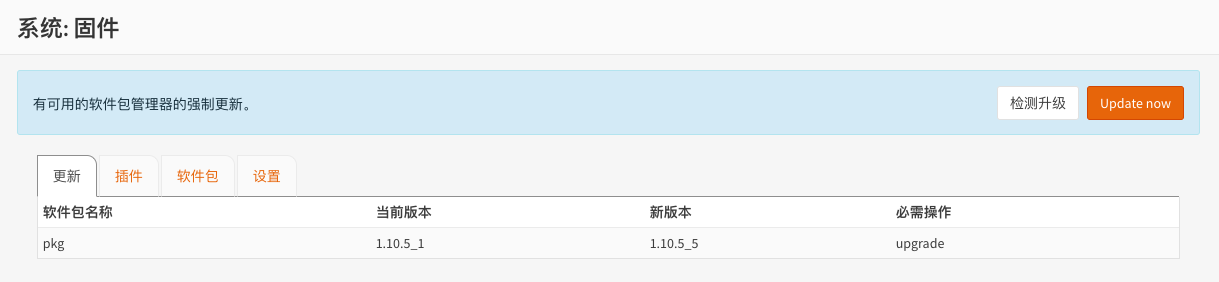 系统: 固件
有可用的软件包管理器的强制更新。 检测升级 Update now
更新 插件 软件包 设置
软件包名称 当前版本 新版本 必需操作
pkg 1.10.5_1 1.10.5_5 upgrade